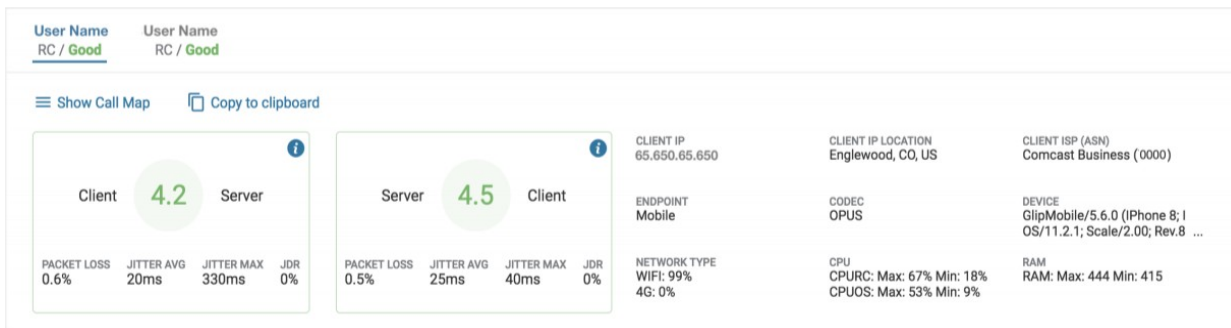 User Name User Name
RC / Good RC / Good
Show Call Map Copy to clipboard
Client 4.2 Server
PACKET LOSS JITTER AVG JITTER MAX JDR
0.6% 20ms 330ms 0%
Server 4.5 Client
PACKET LOSS JITTER AVG JITTER MAX JDR
0.5% 25ms 40ms 0%
CLIENT IP
65.650.65.650
CLIENT IP LOCATION
Englewood, CO, US
CLIENT ISP (ASN)
Comcast Business (0000)
ENDPOINT
Mobile
CODEC
OPUS
DEVICE
GlipMobile/5.6.0 (IPhone 8; I
OS/11.2.1; Scale/2.00; Rev.8 ...
NETWORK TYPE
WIFI: 99%
4G: 0%
CPU
CPURC: Max: 67% Min: 18%
CPUOS: Max: 53% Min: 9%
RAM
RAM: Max: 444 Min: 415